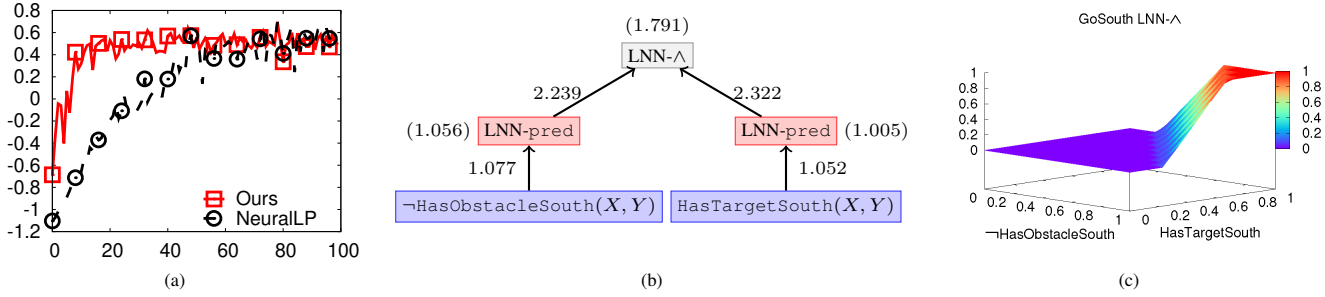 0.8
0.6
0.4
0.2
0
-0.2
-0.4
-0.6
-0.8
-1
-1.2
0 20 40 60 80 100
Ours
NeuralLP
(a)
(1.791)
LNN-∧
2.239 2.322
(1.056) LNN-pred LNN-pred (1.005)
1.077 1.052
¬HasObstacleSouth(X, Y) HasTargetSouth(X, Y)
(b)
GoSouth LNN-∧
1
0.8
0.6
0.4
0.2
0
0 0.2 0.4 0.6 0.8 1
¬HasObstacleSouth
0 0.2 0.4 0.6 0.8 1
HasTargetSouth
1
0.8
0.6
0.4
0.2
0
(c)